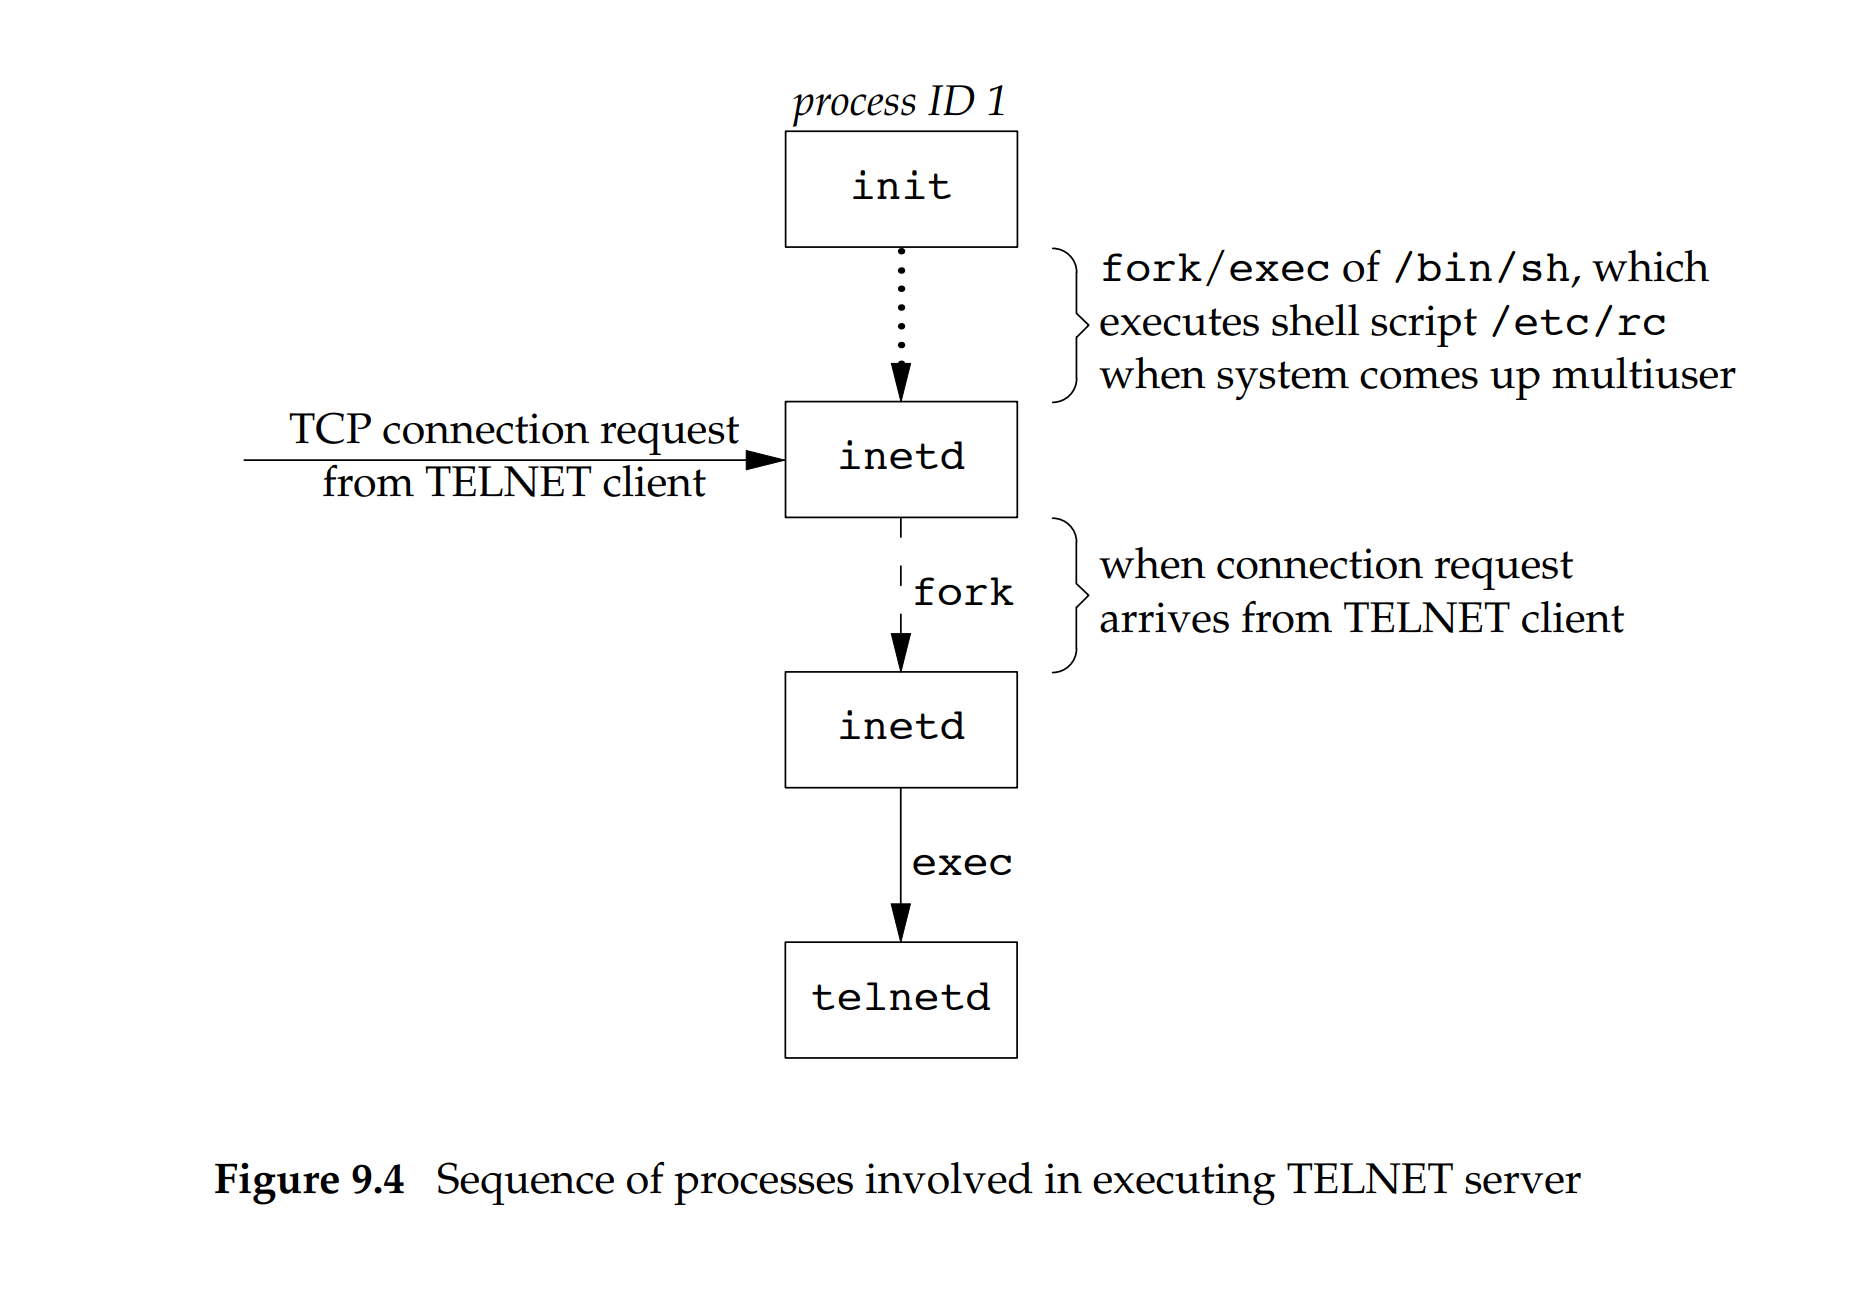 process ID 1
init
fork/exec of /bin/sh, which
executes shell script /etc/rc
when system comes up multiuser
TCP connection request
from TELNET client
inetd
fork
when connection request
arrives from TELNET client
inetd
exec
telnetd
Figure 9.4 Sequence of processes involved in executing TELNET server